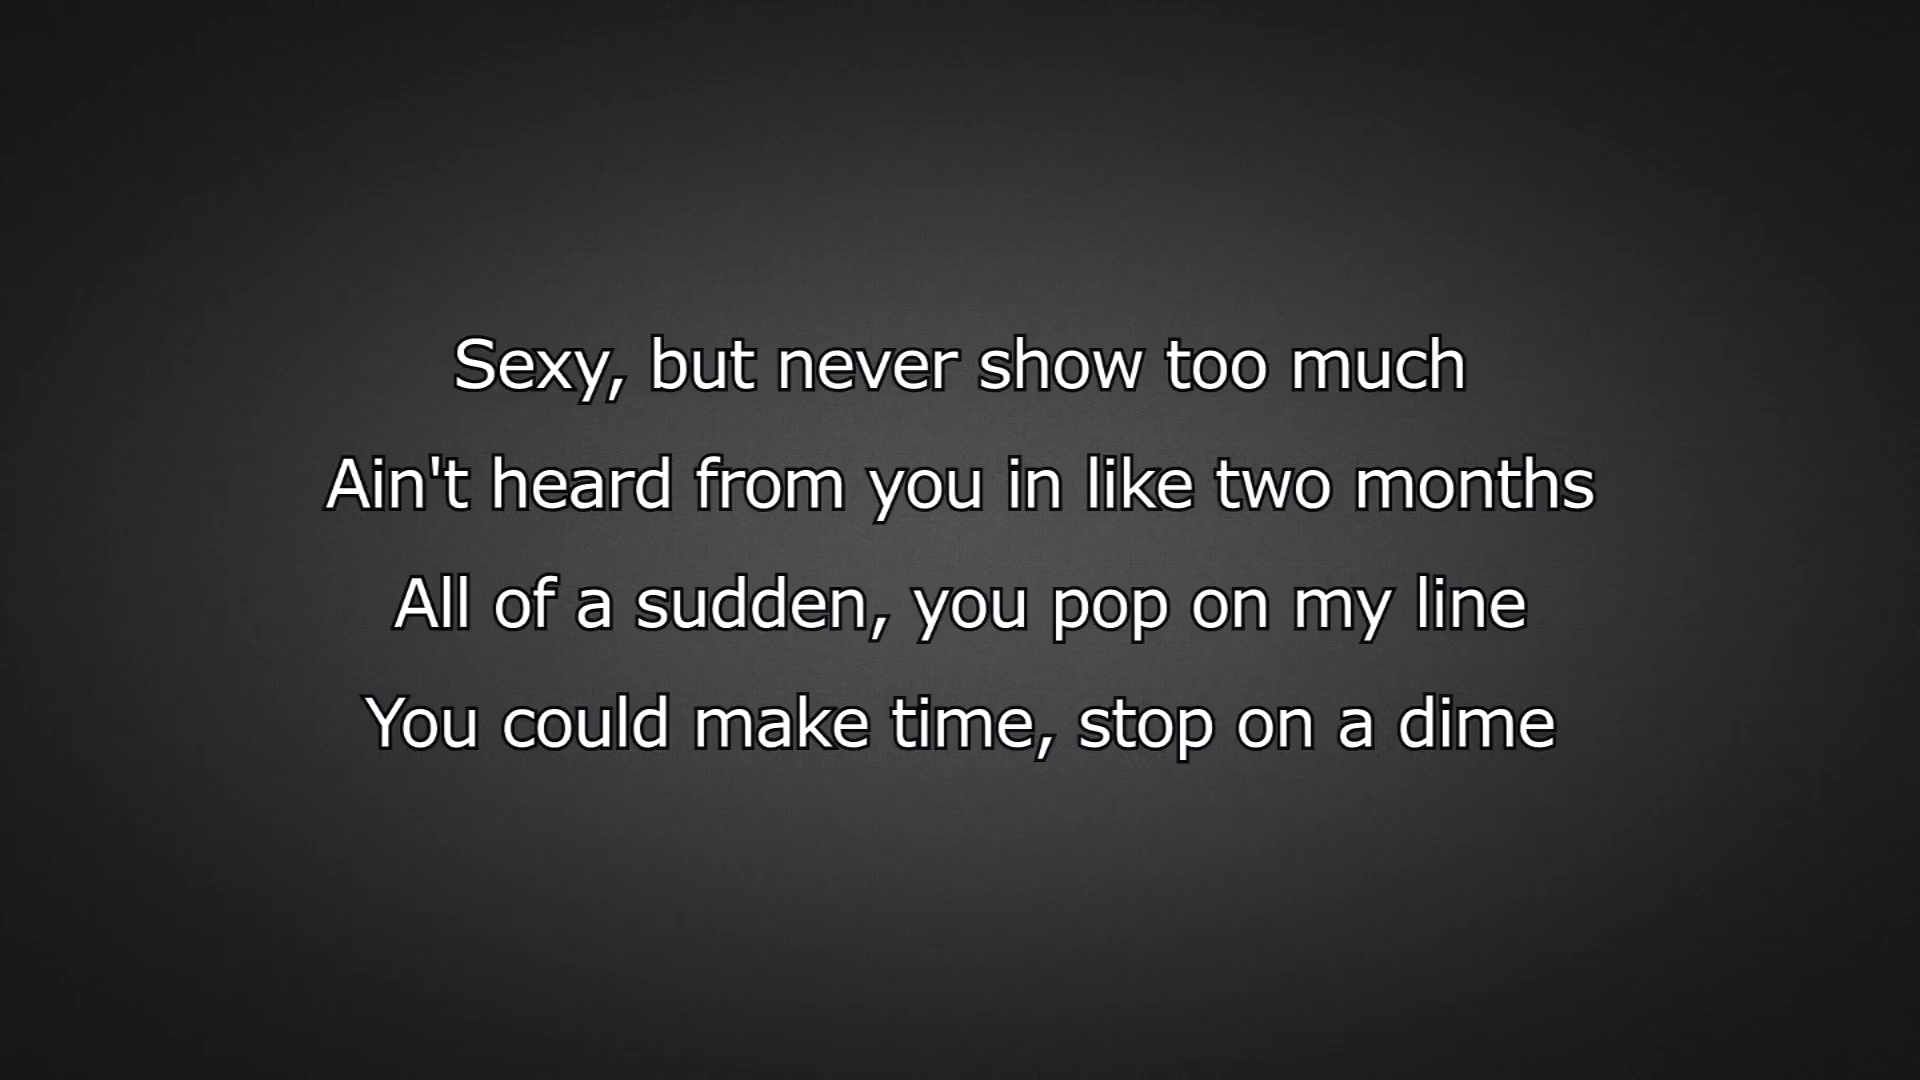 Sexy, but never show too much
Ain't heard from you in like two months
All of a sudden, you pop on my line
You could make time, stop on a dime